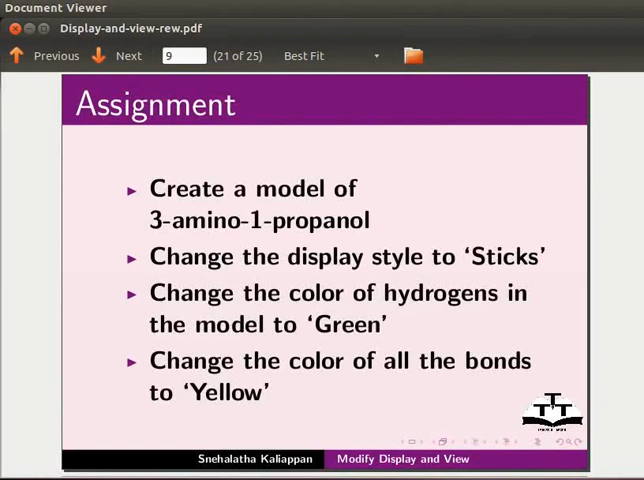 Document Viewer
Display-and-view-rew.pdf
Previous Next 9 (21 of 25) Best Fit
Assignment
Create a model of
3-amino-1-propanol
Change the display style to ‘Sticks’
Change the color of hydrogens in
the model to ‘Green’
Change the color of all the bonds
to ‘Yellow’
Snehalatha Kaliappan Modify Display and View